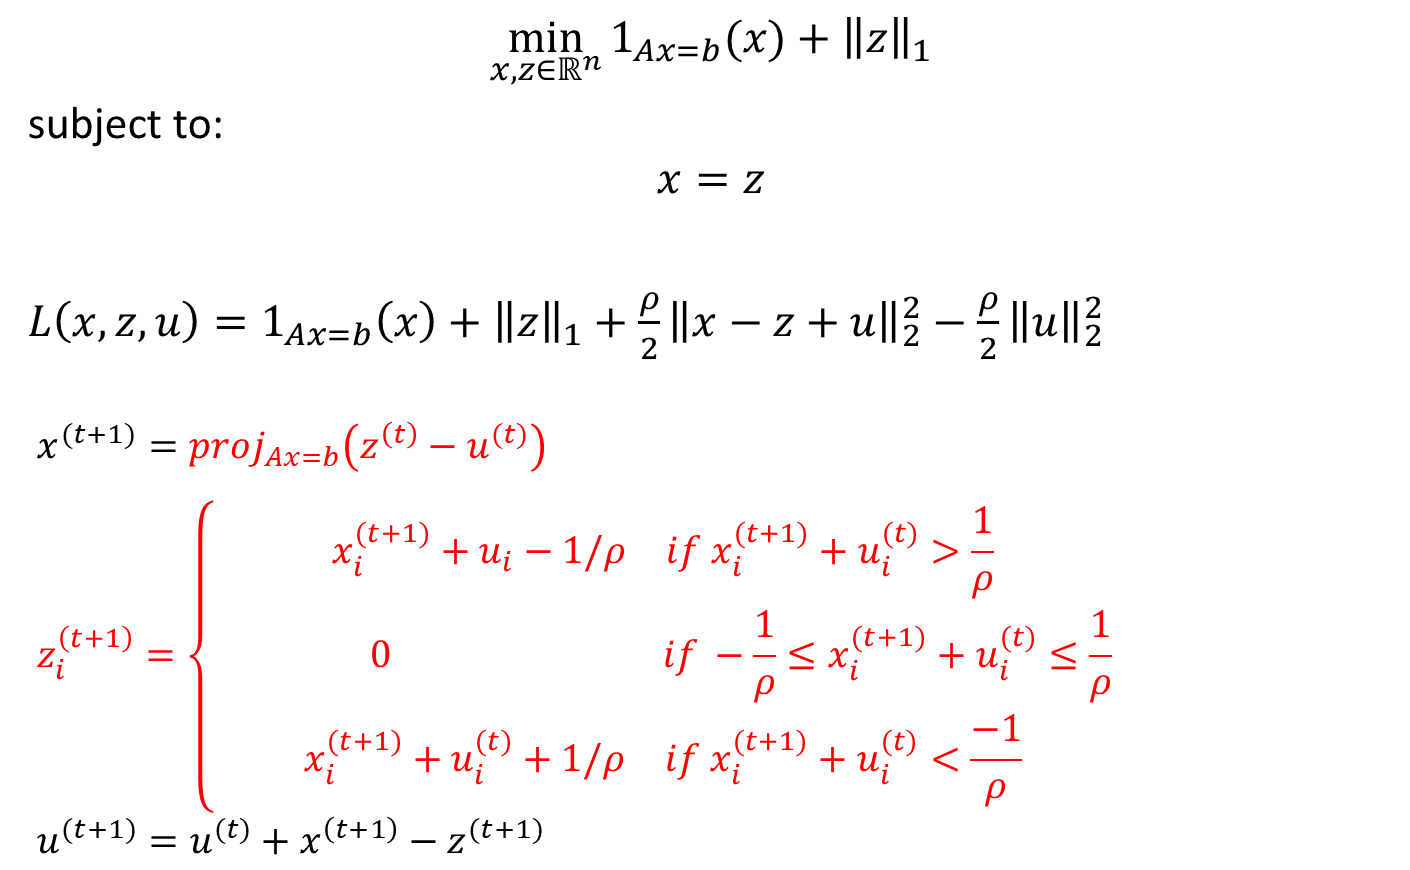 min 1_{Ax=b}(x) + ‖z‖_1
x,z∈ℝ^n
subject to:
x = z
L(x, z, u) = 1_{Ax=b}(x) + ‖z‖_1 + ρ/2 ‖x − z + u‖_2^2 − ρ/2 ‖u‖_2^2
x^{(t+1)} = proj_{Ax=b}(z^{(t)} − u^{(t)})
z_i^{(t+1)} = {
x_i^{(t+1)} + u_i − 1/ρ if x_i^{(t+1)} + u_i^{(t)} > 1/ρ
0 if −1/ρ ≤ x_i^{(t+1)} + u_i^{(t)} ≤ 1/ρ
x_i^{(t+1)} + u_i^{(t)} + 1/ρ if x_i^{(t+1)} + u_i^{(t)} < −1/ρ
u^{(t+1)} = u^{(t)} + x^{(t+1)} − z^{(t+1)}